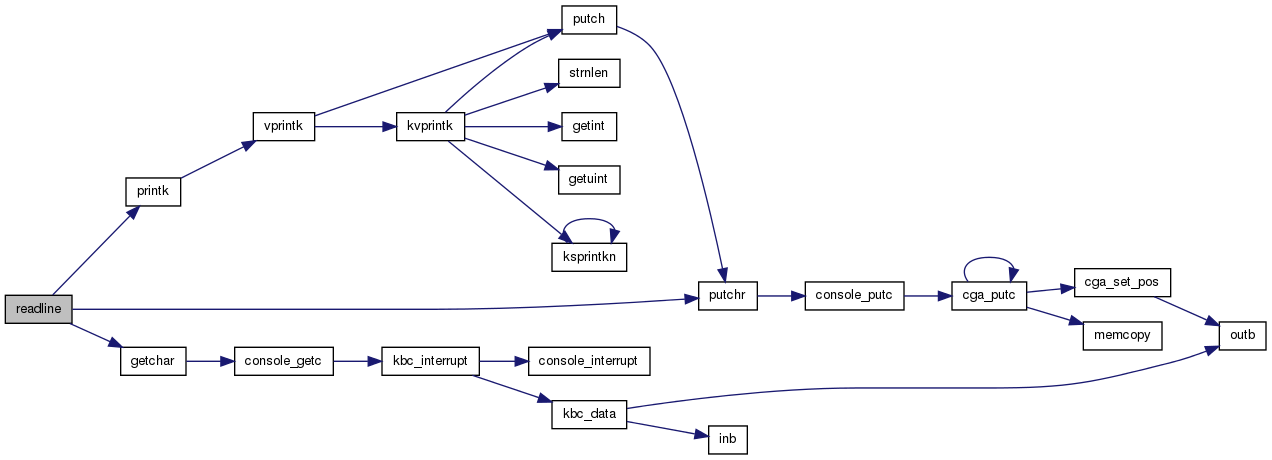 putch
strnlen
vprintk
kvprintk
getint
getuint
printk
ksprintkn
readline
putchr
console_putc
cga_putc
cga_set_pos
memcopy
outb
getchar
console_getc
kbc_interrupt
console_interrupt
kbc_data
inb